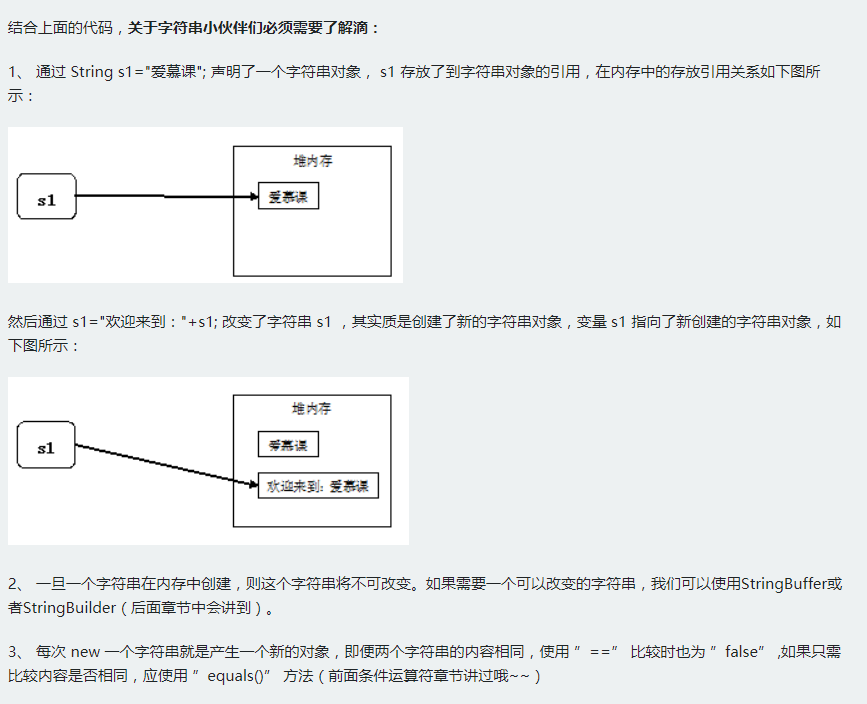 结合上面的代码，关于字符串小伙伴们必须需要了解滴：
1、 通过 String s1="爱慕课"; 声明了一个字符串对象， s1 存放了到字符串对象的引用，在内存中的存放引用关系如下图所
示：
堆内存
s1
爱慕课
然后通过 s1="欢迎来到："+s1; 改变了字符串 s1 ，其实质是创建了新的字符串对象，变量 s1 指向了新创建的字符串对象，如
下图所示：
堆内存
s1
爱慕课
欢迎来到：爱慕课
2、 一旦一个字符串在内存中创建，则这个字符串将不可改变。如果需要一个可以改变的字符串，我们可以使用StringBuffer或
者StringBuilder（后面章节中会讲到）。
3、 每次 new 一个字符串就是产生一个新的对象，即便两个字符串的内容相同，使用 ”==” 比较时也为 ”false” ,如果只需
比较内容是否相同，应使用 ”equals()” 方法（前面条件运算符章节讲过哦~~）